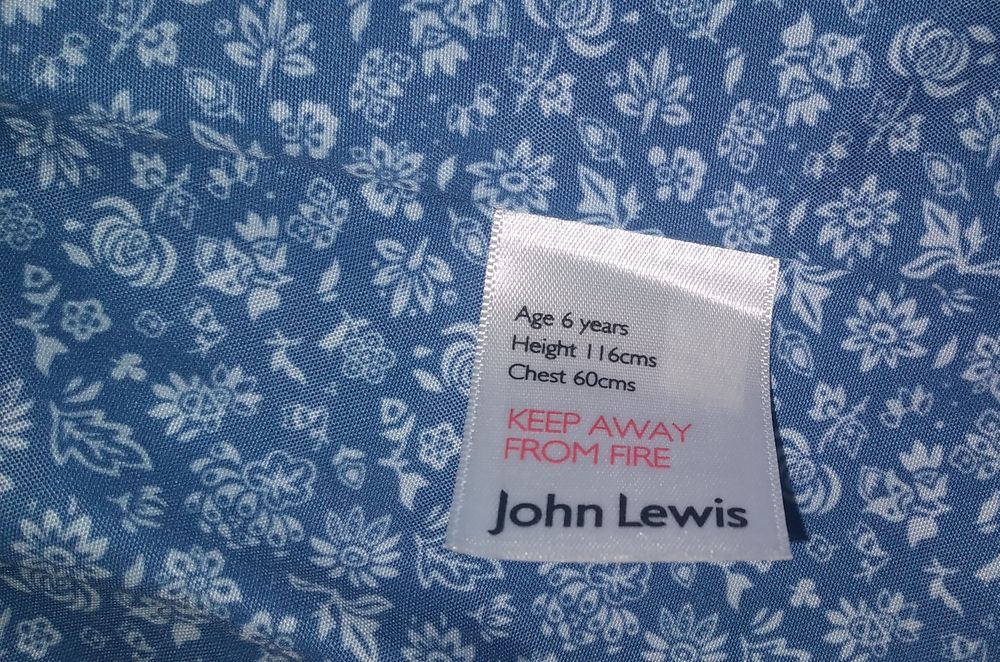 Age 6 years
Height 116cms
Chest 60cms
KEEP AWAY
FROM FIRE
John Lewis